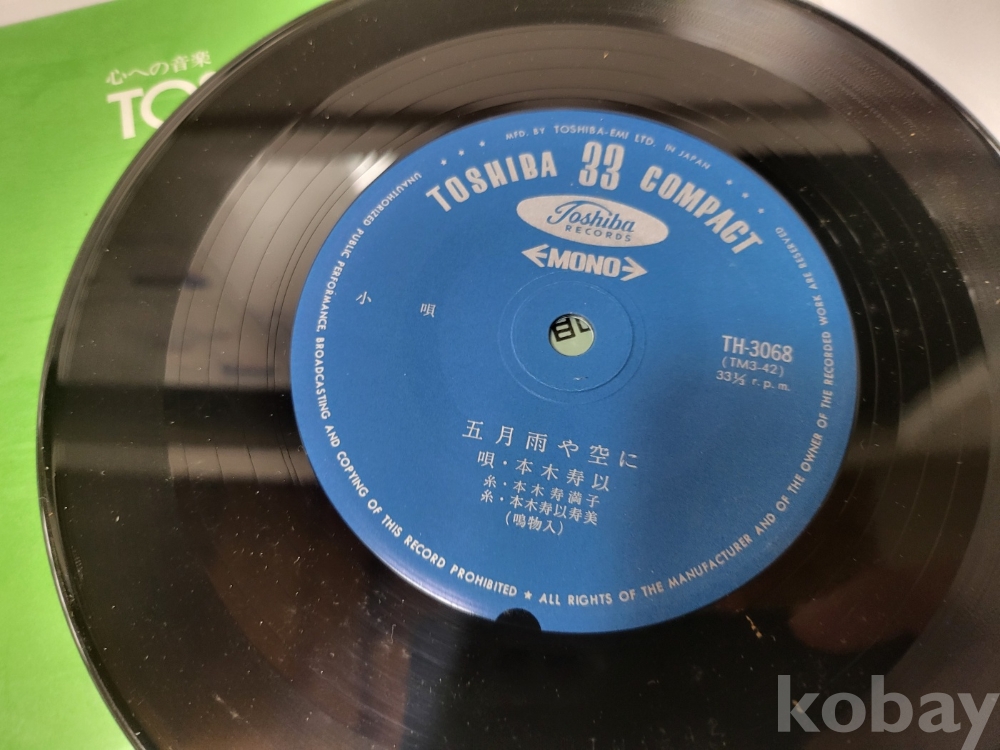 心への音楽
MFD. BY TOSHIBA-EMI LTD. IN JAPAN
TOSHIBA 33 COMPACT
Toshiba
RECORDS
MONO
小唄
TH-3068
(TM3-42)
33⅓ r.p.m.
五月雨や空に
唄・本木寿以
糸・本木寿満子
糸・本木寿以寿美
(鳴物入)
UNAUTHORIZED PUBLIC PERFORMANCE, BROADCASTING AND COPYING OF THIS RECORD PROHIBITED ★ ALL RIGHTS OF THE MANUFACTURER AND OF THE OWNER OF THE RECORDED WORK ARE RESERVED
kobay